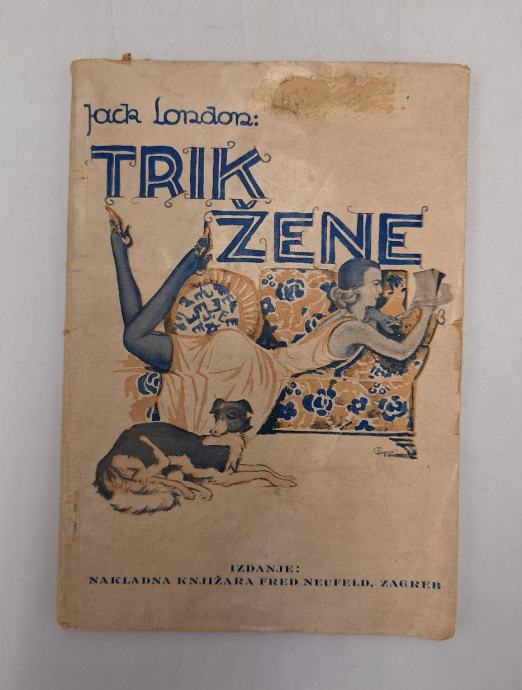 Jack London:
TRIK
ŽENE
IZDANJE:
NAKLADNA KNJIŽARA FRED NEUFELD, ZAGREB